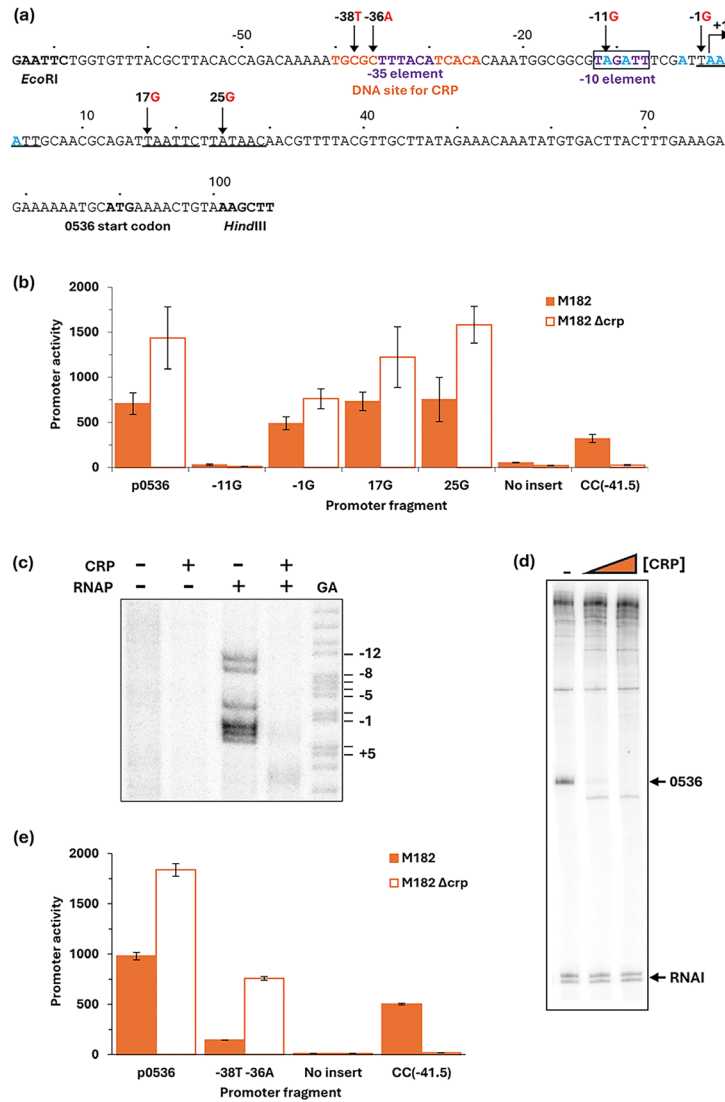 (a)
-38T -36A -11G -1G +1
-50 -20
GAATTCTGGTGTTTACGCTTACACCAGACAAAAATGCGCTTTACATCACACAAATGGCGGCGTAGATTTCGATTAA
EcoRI -35 element -10 element
DNA site for CRP
17G 25G
10 40 70
ATTGCAACGCAGATTAATTCTTATAACAACGTTTTACGTTGCTTATAGAAACAAATATGTGACTTACTTTGAAAGA
100
GAAAAAATGCATGAAAACTGTAAAGCTT
0536 start codon HindIII
(b)
2000
1500
1000
500
0
Promoter activity
M182
M182 Δcrp
p0536 -11G -1G 17G 25G No insert CC(-41.5)
Promoter fragment
(c)
CRP - + - +
RNAP - - + + GA
-12
-8
-5
-1
+5
(d)
- [CRP]
0536
RNAI
(e)
2000
1500
1000
500
0
Promoter activity
M182
M182 Δcrp
p0536 -38T -36A No insert CC(-41.5)
Promoter fragment